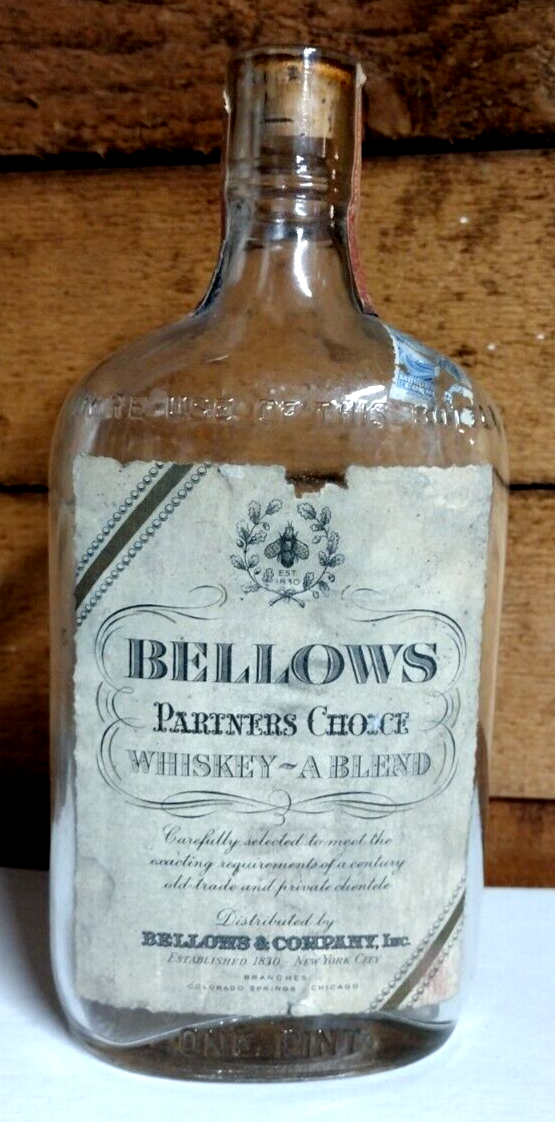 RE-USE OF THIS BOTTLE
EST.
1830
BELLOWS
PARTNERS CHOICE
WHISKEY~A BLEND
Carefully selected to meet the
exacting requirements of a century
old trade and private clientele
Distributed by
BELLOWS & COMPANY, INC.
ESTABLISHED 1830 - NEW YORK CITY
BRANCHES
COLORADO SPRINGS - CHICAGO
ONE PINT